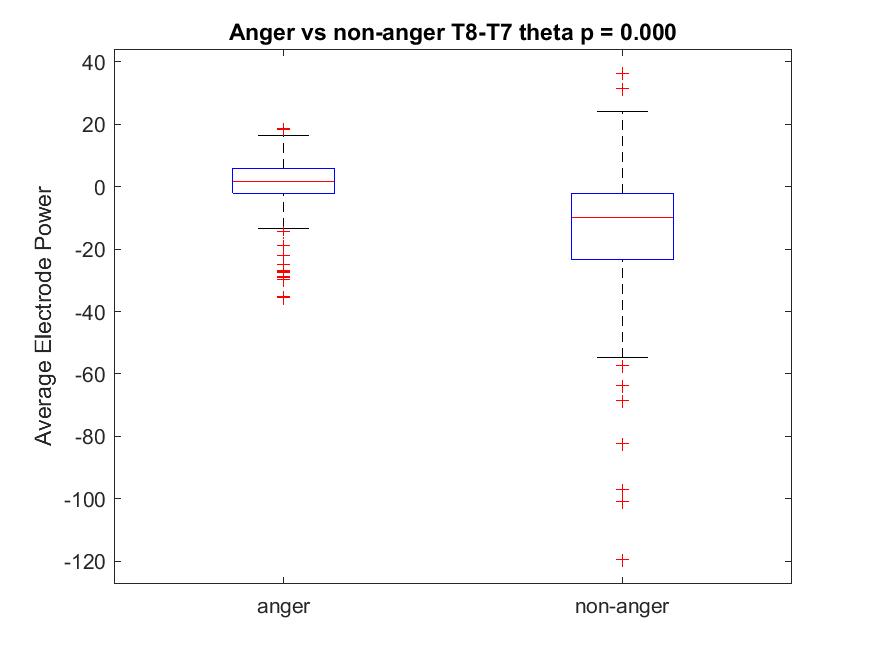 Anger vs non-anger T8-T7 theta p = 0.000
Average Electrode Power
40
20
0
-20
-40
-60
-80
-100
-120
anger
non-anger